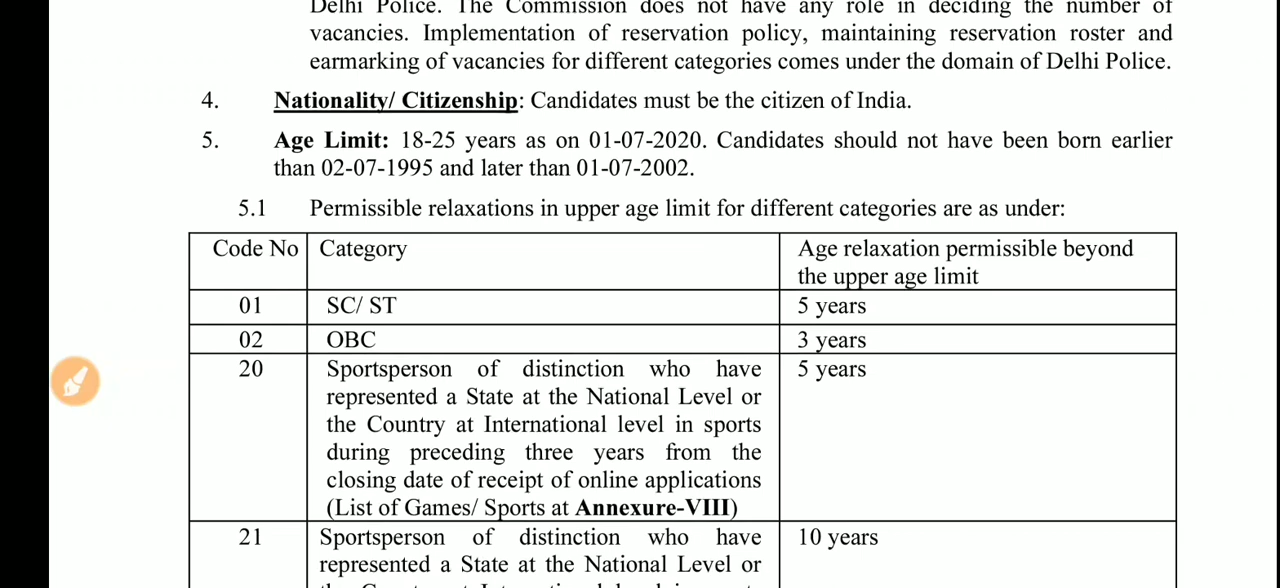 Delhi Police. The Commission does not have any role in deciding the number of
vacancies. Implementation of reservation policy, maintaining reservation roster and
earmarking of vacancies for different categories comes under the domain of Delhi Police.
4. Nationality/ Citizenship: Candidates must be the citizen of India.
5. Age Limit: 18-25 years as on 01-07-2020. Candidates should not have been born earlier
than 02-07-1995 and later than 01-07-2002.
5.1 Permissible relaxations in upper age limit for different categories are as under:
Code No Category Age relaxation permissible beyond
the upper age limit
01 SC/ ST 5 years
02 OBC 3 years
20 Sportsperson of distinction who have 5 years
represented a State at the National Level or
the Country at International level in sports
during preceding three years from the
closing date of receipt of online applications
(List of Games/ Sports at Annexure-VIII)
21 Sportsperson of distinction who have 10 years
represented a State at the National Level or